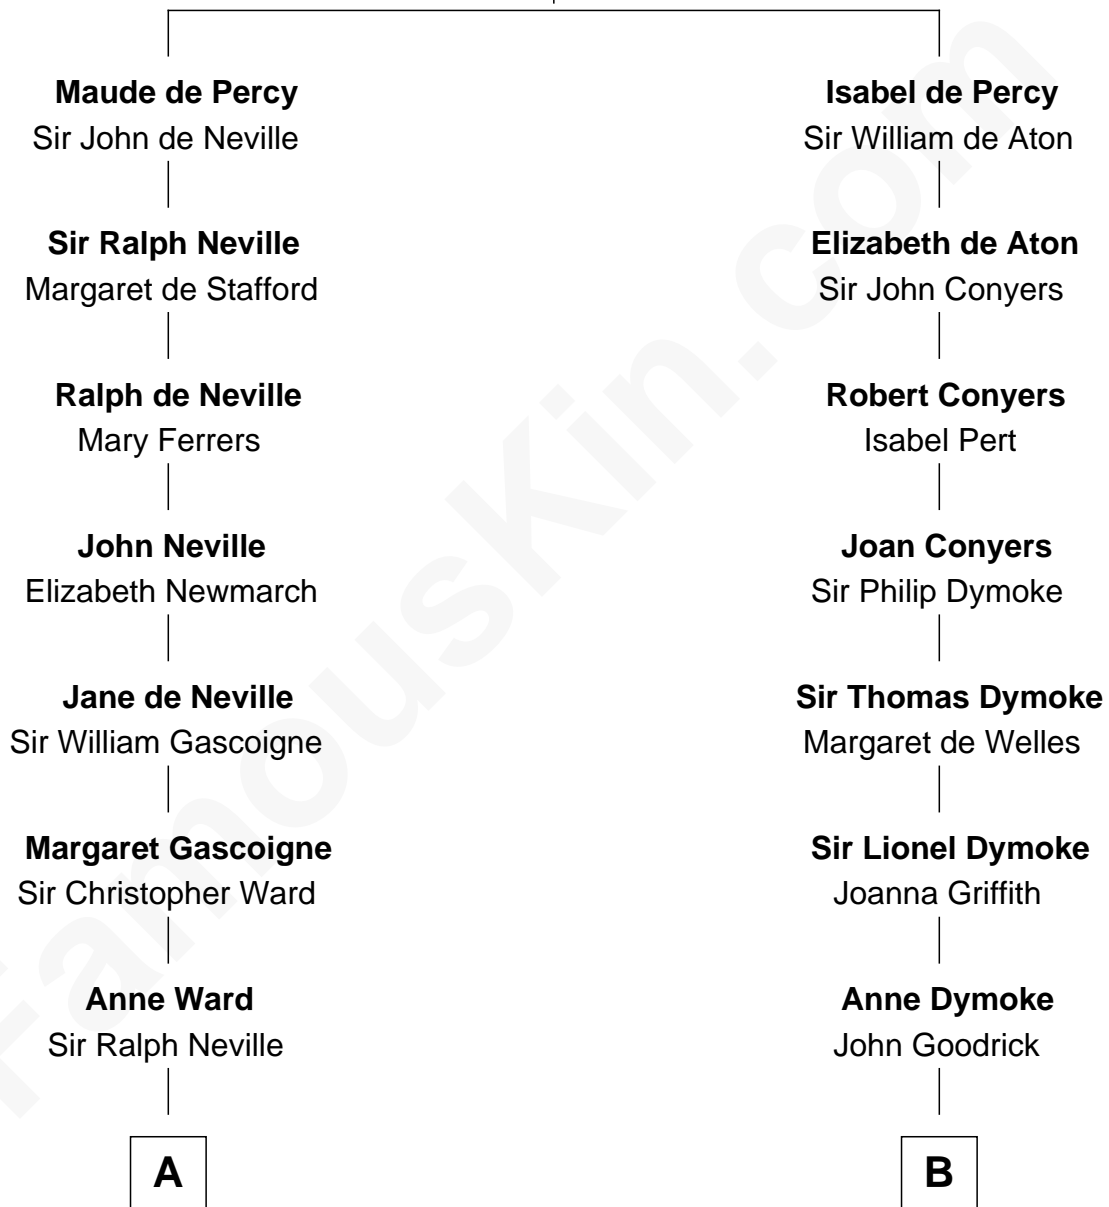 Maude de Percy
Sir John de Neville
Sir Ralph Neville
Margaret de Stafford
Ralph de Neville
Mary Ferrers
John Neville
Elizabeth Newmarch
Jane de Neville
Sir William Gascoigne
Margaret Gascoigne
Sir Christopher Ward
Anne Ward
Sir Ralph Neville
A
Isabel de Percy
Sir William de Aton
Elizabeth de Aton
Sir John Conyers
Robert Conyers
Isabel Pert
Joan Conyers
Sir Philip Dymoke
Sir Thomas Dymoke
Margaret de Welles
Sir Lionel Dymoke
Joanna Griffith
Anne Dymoke
John Goodrick
B
FamousKin.com